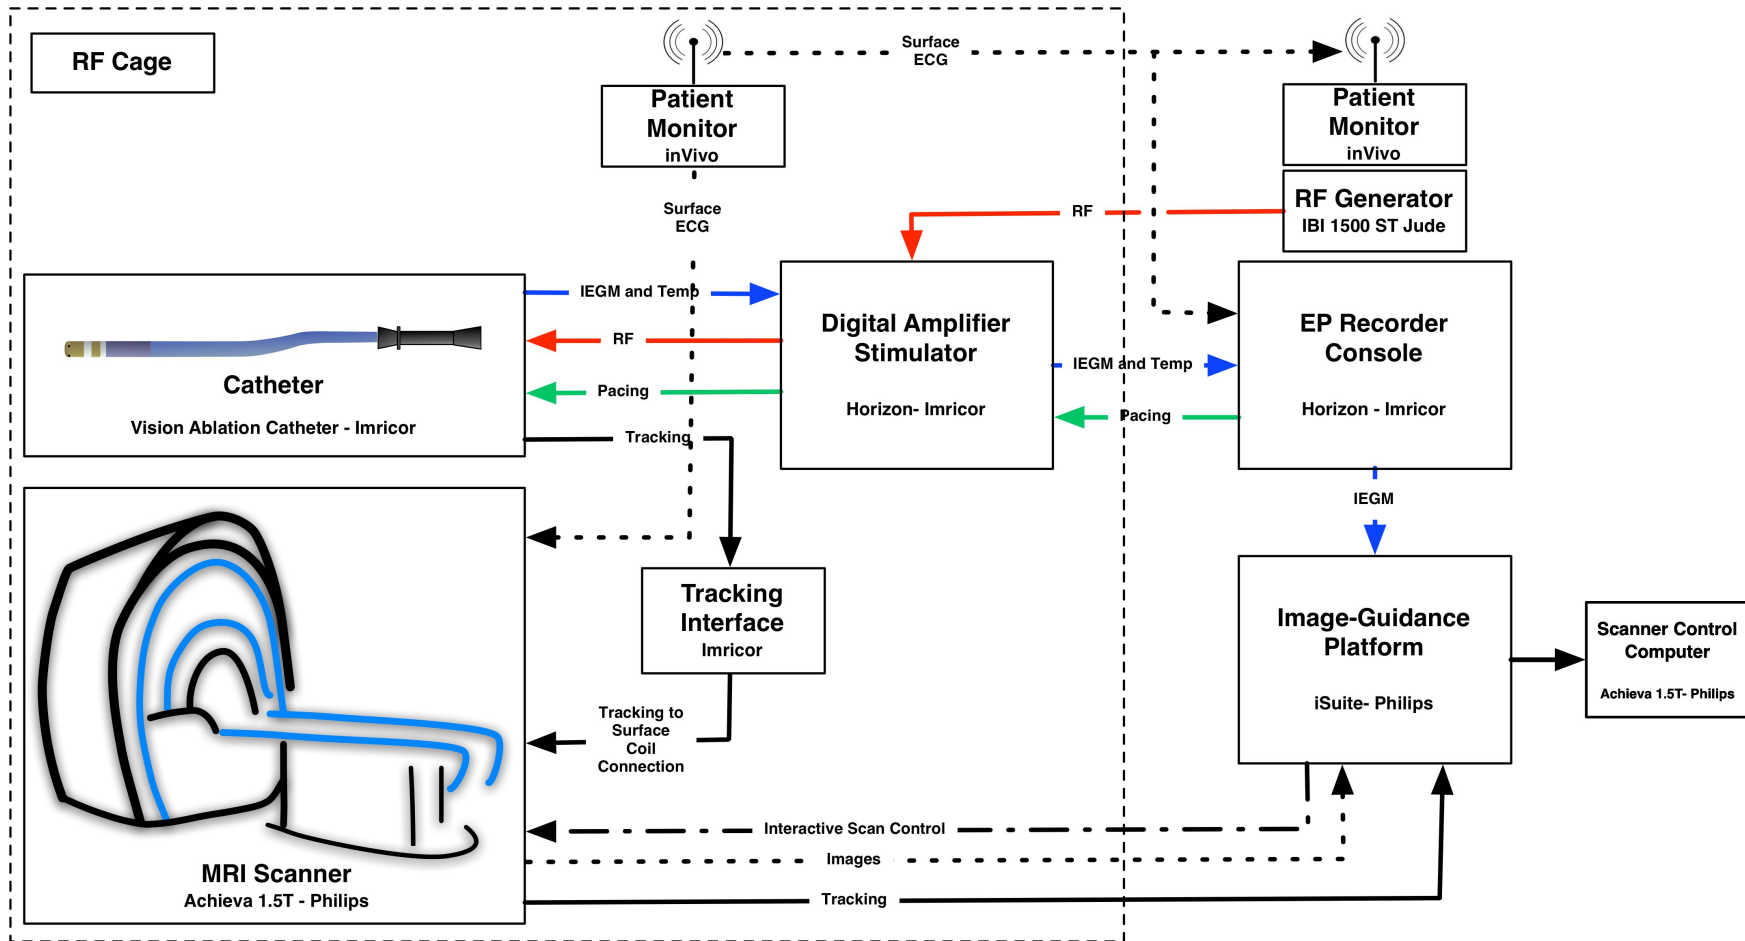 RF Cage
Surface
ECG
Patient
Monitor
inVivo
Patient
Monitor
inVivo
RF Generator
IBI 1500 ST Jude
Surface
ECG
RF
IEGM and Temp
RF
Pacing
Tracking
Catheter
Vision Ablation Catheter - Imricor
Digital Amplifier
Stimulator
Horizon- Imricor
IEGM and Temp
Pacing
EP Recorder
Console
Horizon - Imricor
IEGM
Tracking
Interface
Imricor
Tracking to
Surface
Coil
Connection
Image-Guidance
Platform
iSuite- Philips
Scanner Control
Computer
Achieva 1.5T- Philips
Interactive Scan Control
Images
Tracking
MRI Scanner
Achieva 1.5T - Philips